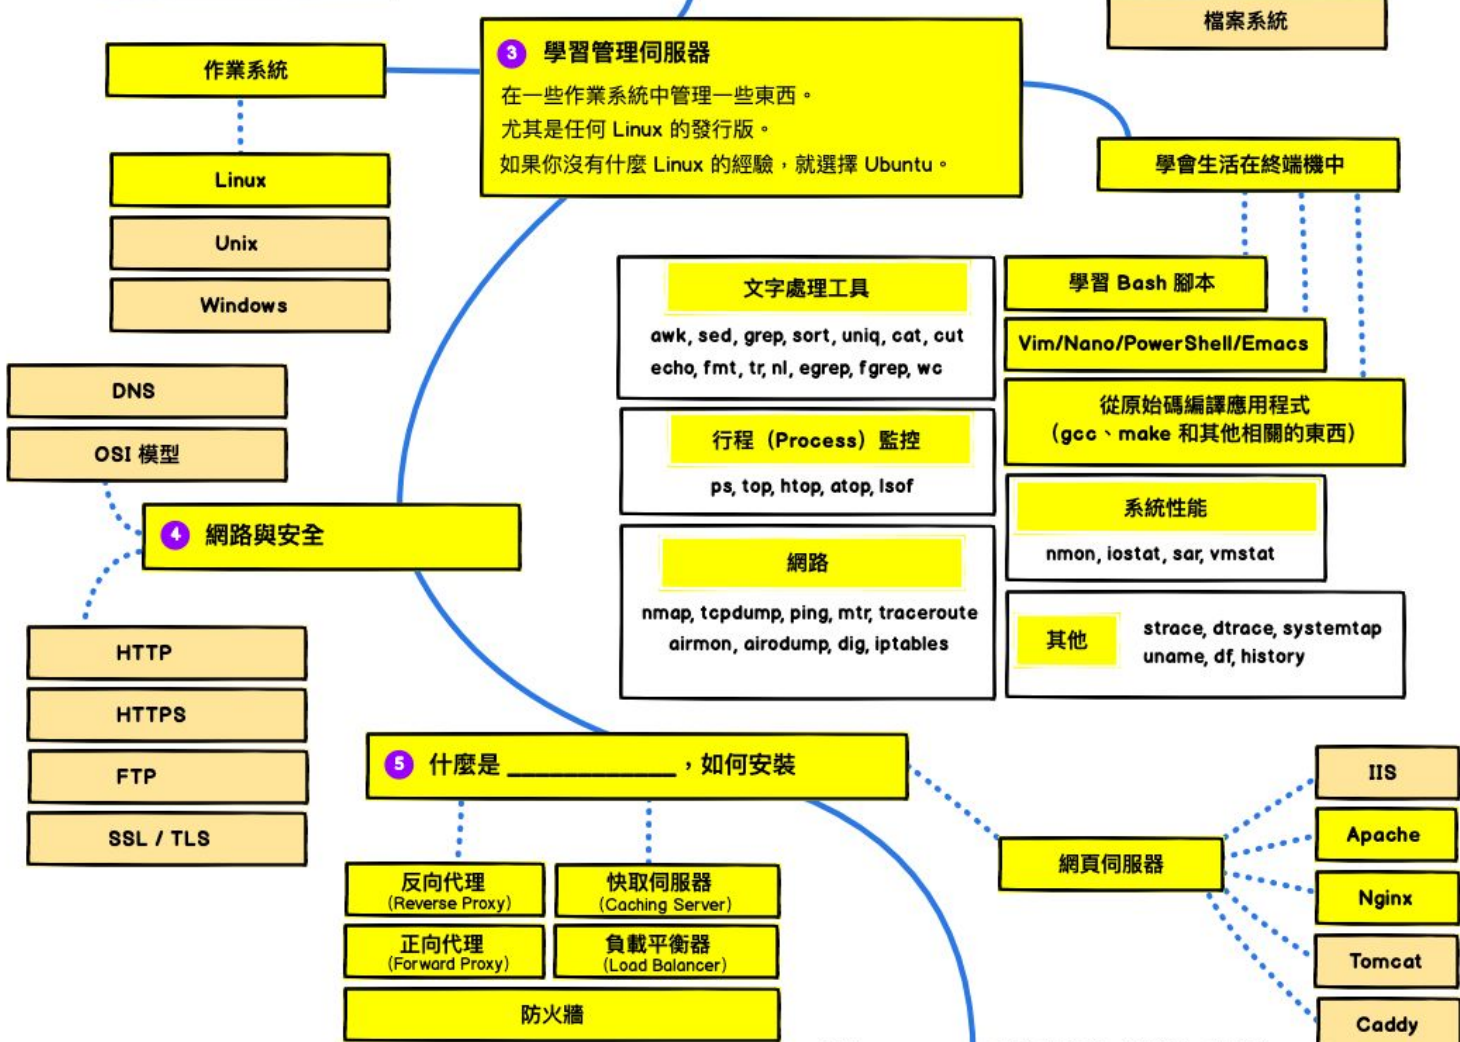 檔案系統
3 學習管理伺服器
在一些作業系統中管理一些東西。
尤其是任何 Linux 的發行版。
如果你沒有什麼 Linux 的經驗，就選擇 Ubuntu。
作業系統
Linux
Unix
Windows
學會生活在終端機中
學習 Bash 腳本
Vim/Nano/PowerShell/Emacs
從原始碼編譯應用程式
（gcc、make 和其他相關的東西）
文字處理工具
awk, sed, grep, sort, uniq, cat, cut
echo, fmt, tr, nl, egrep, fgrep, wc
行程（Process）監控
ps, top, htop, atop, lsof
系統性能
nmon, iostat, sar, vmstat
網路
nmap, tcpdump, ping, mtr, traceroute
airmon, airodump, dig, iptables
其他
strace, dtrace, systemtap
uname, df, history
DNS
OSI 模型
4 網路與安全
HTTP
HTTPS
FTP
SSL / TLS
5 什麼是 ______________，如何安裝
反向代理
(Reverse Proxy)
快取伺服器
(Caching Server)
正向代理
(Forward Proxy)
負載平衡器
(Load Balancer)
防火牆
網頁伺服器
IIS
Apache
Nginx
Tomcat
Caddy